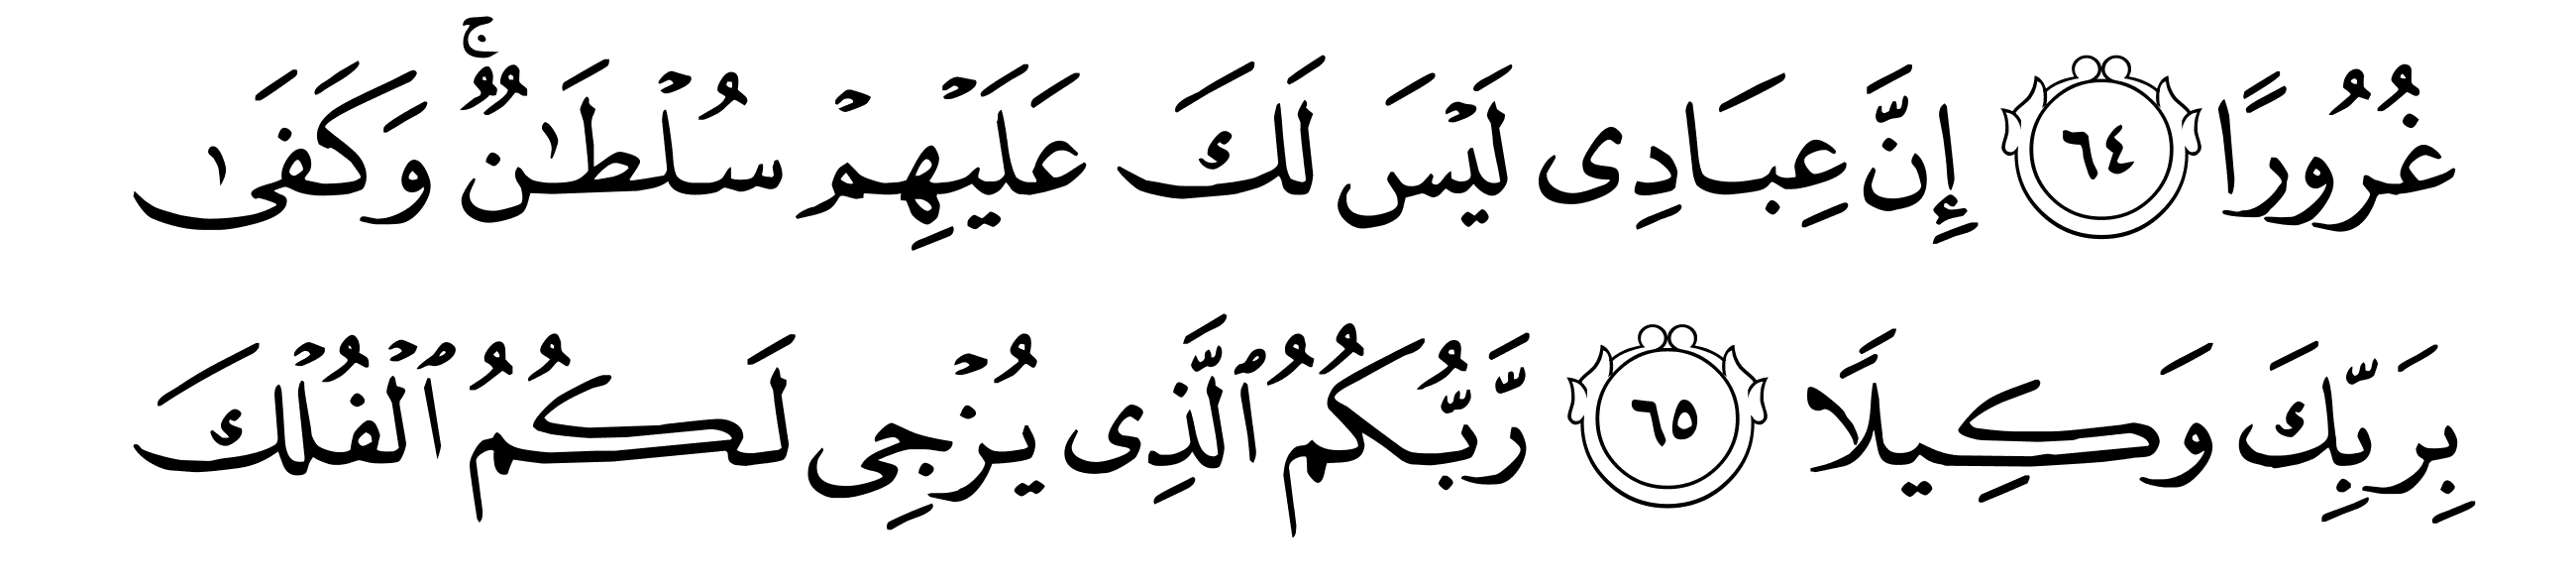 غُرُورًا ٦٤ إِنَّ عِبَادِى لَيْسَ لَكَ عَلَيْهِمْ سُلْطَـٰنٌۭ ۚ وَكَفَىٰ
بِرَبِّكَ وَكِيلًا ٦٥ رَّبُّكُمُ ٱلَّذِى يُزْجِى لَكُمُ ٱلْفُلْكَ